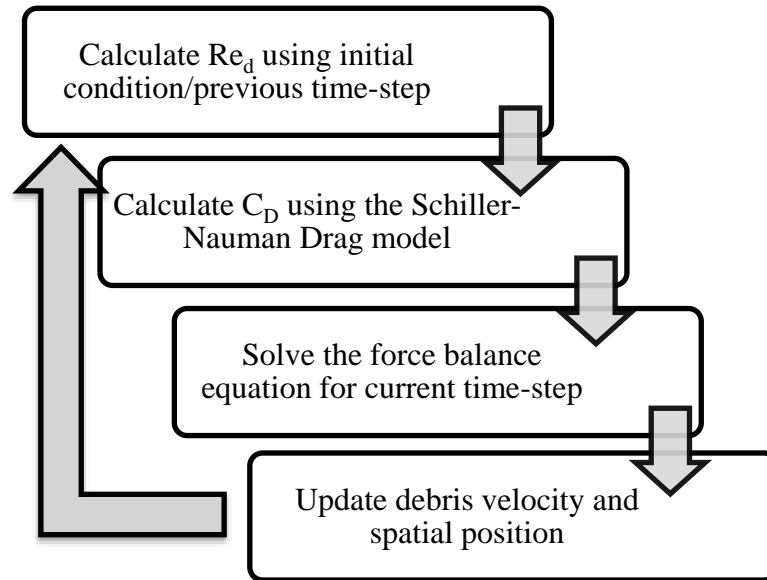 Calculate Re_d using initial
condition/previous time-step
Calculate C_D using the Schiller-
Nauman Drag model
Solve the force balance
equation for current time-step
Update debris velocity and
spatial position